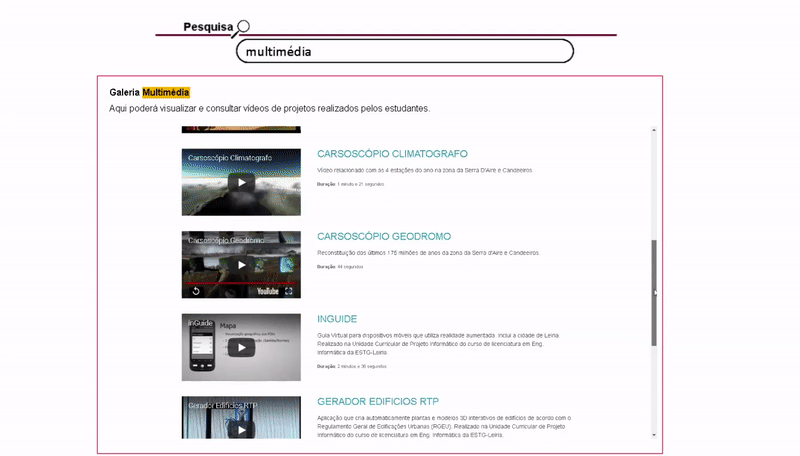 Pesquisa
multimédia
Galeria Multimédia
Aqui poderá visualizar e consultar vídeos de projetos realizados pelos estudantes.
Carsoscópio Climatografo
CARSOSCÓPIO CLIMATOGRAFO
Vídeo relacionado com as 4 estações do ano na zona da Serra D'Aire e Candeeiros
Duração: 1 minuto e 21 segundos
Carsoscópio Geodromo
YouTube
CARSOSCÓPIO GEODROMO
Reconstituição dos últimos 175 milhões de anos da zona da Serra d'Aire e Candeeiros.
Duração: 44 segundos
InGuide
Mapa
INGUIDE
Guia Virtual para dispositivos móveis que utiliza realidade aumentada. Inclui a cidade de Leiria.
Realizado na Unidade Curricular de Projeto Informático do curso de licenciatura em Eng.
Informática da ESTG-Leiria.
Duração: 2 minutos e 36 segundos
Gerador Edificios RTP
GERADOR EDIFICIOS RTP
Aplicação que cria automaticamente plantas e modelos 3D interativos de edifícios de acordo com o
Regulamento Geral de Edificações Urbanas (RGEU). Realizado na Unidade Curricular de Projeto
Informático do curso de licenciatura em Eng. Informática da ESTG-Leiria.